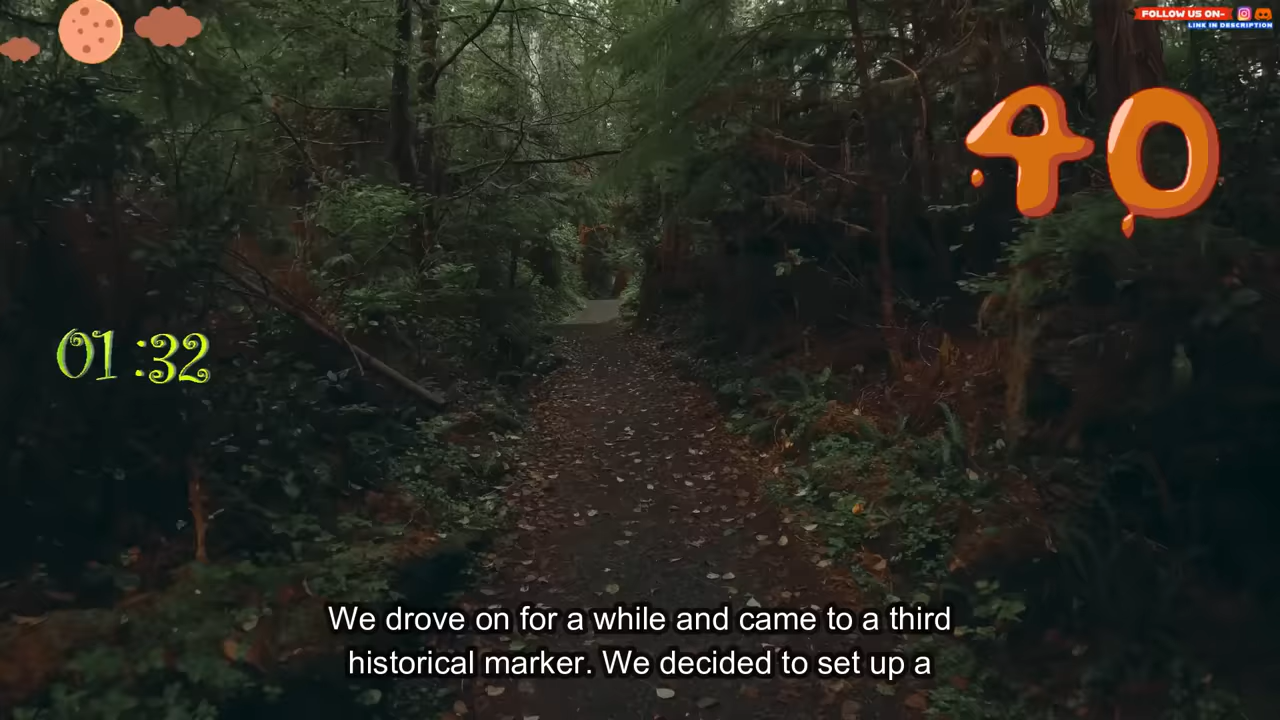 FOLLOW US ON-
LINK IN DESCRIPTION
40
01:32
We drove on for a while and came to a third
historical marker. We decided to set up a